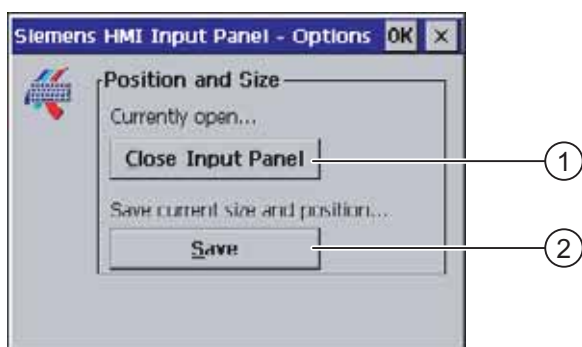 Siemens HMI Input Panel - Options OK ×
Position and Size
Currently open...
Close Input Panel
1
Save current size and position...
Save
2